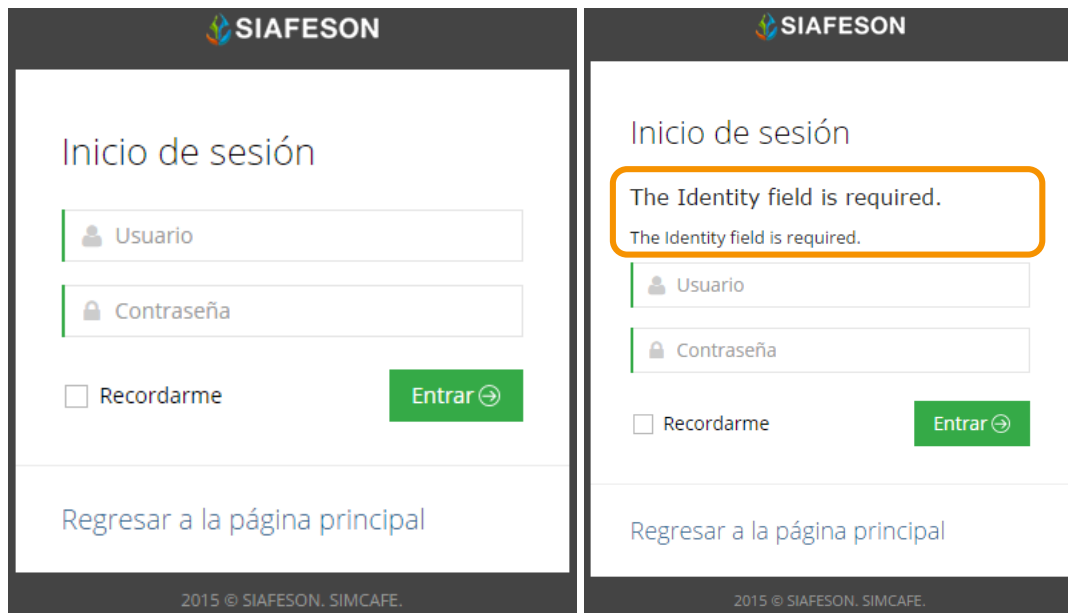 SIAFESON
Inicio de sesión
Usuario
Contraseña
Recordarme
Entrar
Regresar a la página principal
2015 © SIAFESON. SIMCAFE.
SIAFESON
Inicio de sesión
The Identity field is required.
The Identity field is required.
Usuario
Contraseña
Recordarme
Entrar
Regresar a la página principal
2015 © SIAFESON. SIMCAFE.